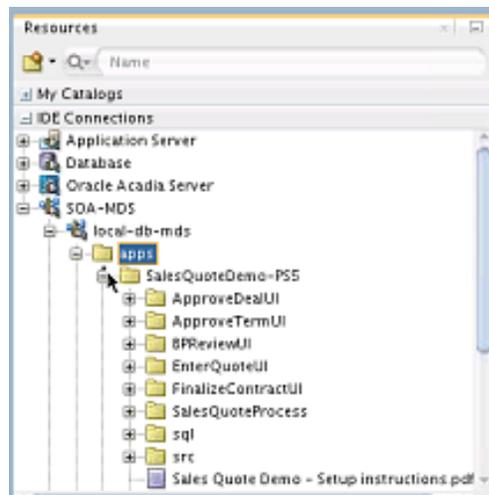 Resources
Name
My Catalogs
IDE Connections
Application Server
Database
Oracle Acadia Server
SOA-MDS
local-db-mds
apps
SalesQuoteDemo-PS5
ApproveDealUI
ApproveTermUI
BPReviewUI
EnterQuoteUI
FinalizeContractUI
SalesQuoteProcess
sql
src
Sales Quote Demo - Setup instructions.pdf